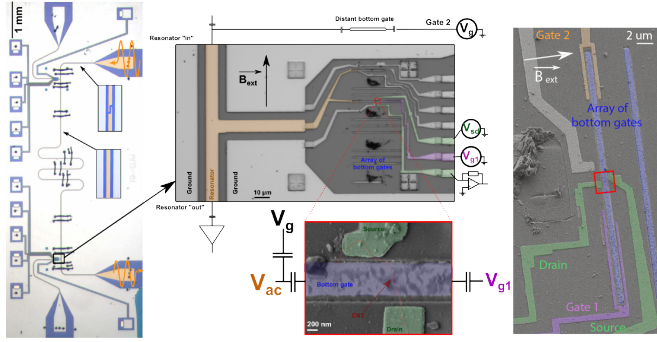 1 mm
Resonator "in"
Distant bottom gate
Gate 2
Vg
Bext
Ground
Resonator
Ground
10 µm
Array of
bottom gates
Vsd
Vg1
Resonator "out"
Vg
Vac
Vg1
Source
Bottom gate
CNT
Drain
200 nm
Gate 2
2 um
Bext
Array of
bottom gates
Drain
Gate 1
Source